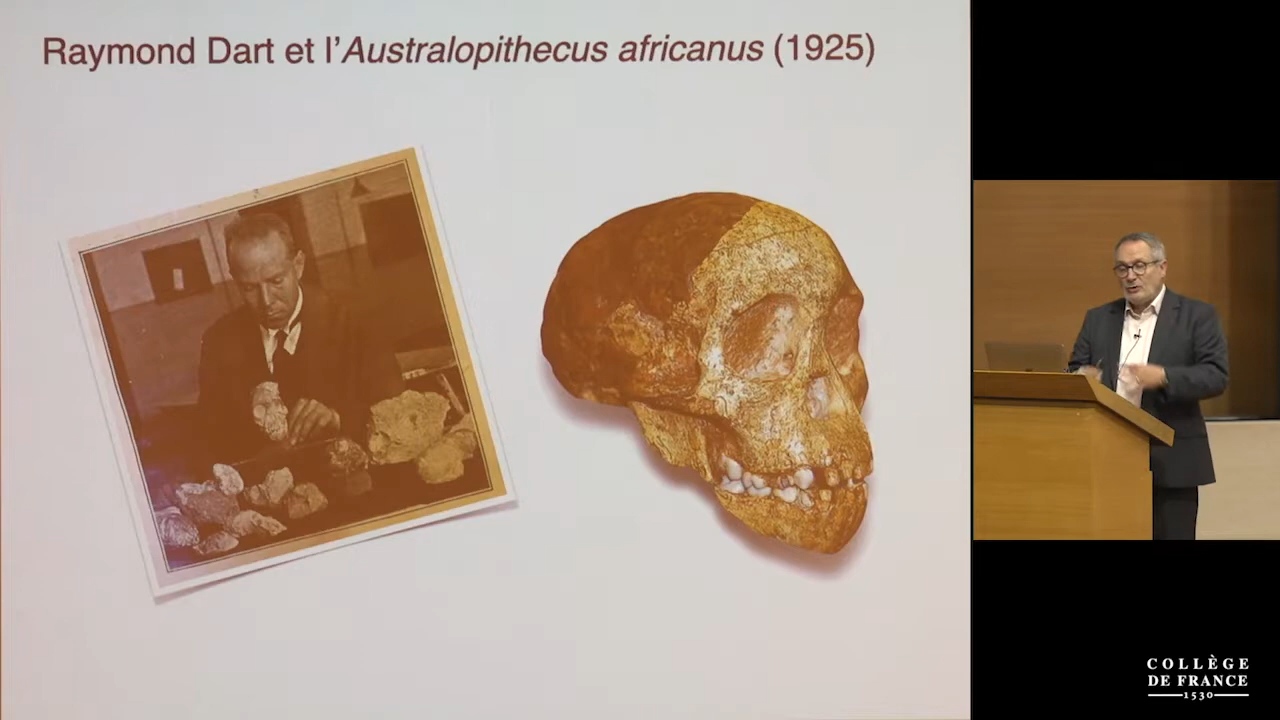 Raymond Dart et l'Australopithecus africanus (1925)
COLLÈGE
DE FRANCE
1530